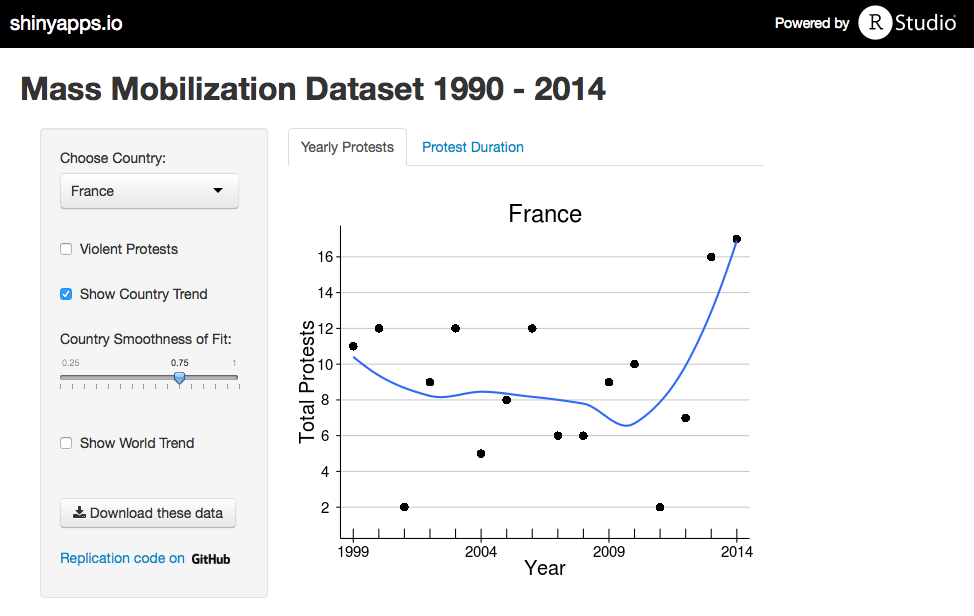 shinyapps.io
Powered by R Studio
Mass Mobilization Dataset 1990 - 2014
Choose Country:
France
Violent Protests
Show Country Trend
Country Smoothness of Fit:
0.25 0.75 1
Show World Trend
Download these data
Replication code on GitHub
Yearly Protests Protest Duration
France
Total Protests
16
14
12
10
8
6
4
2
1999 2004 2009 2014
Year